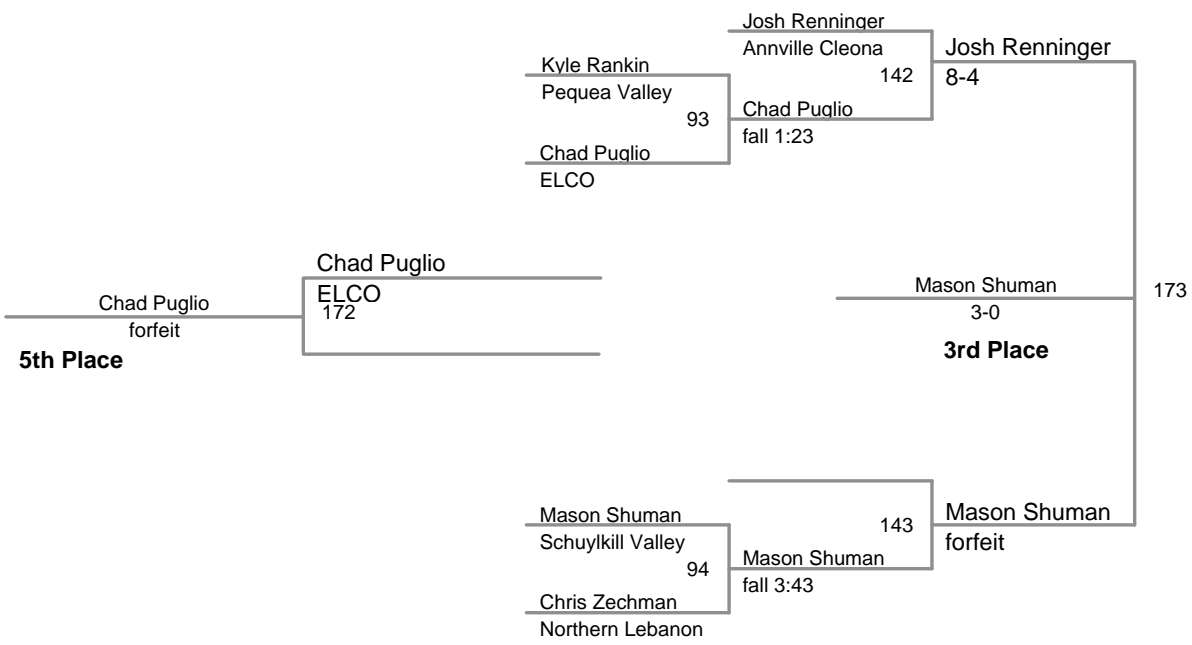 Josh Renninger
Annville Cleona
142
Josh Renninger
8-4
Kyle Rankin
Pequea Valley
93
Chad Puglio
fall 1:23
Chad Puglio
ELCO
Chad Puglio
ELCO
172
Chad Puglio
forfeit
5th Place
Mason Shuman
3-0
3rd Place
173
Mason Shuman
Schuylkill Valley
94
Mason Shuman
fall 3:43
143
Mason Shuman
forfeit
Chris Zechman
Northern Lebanon